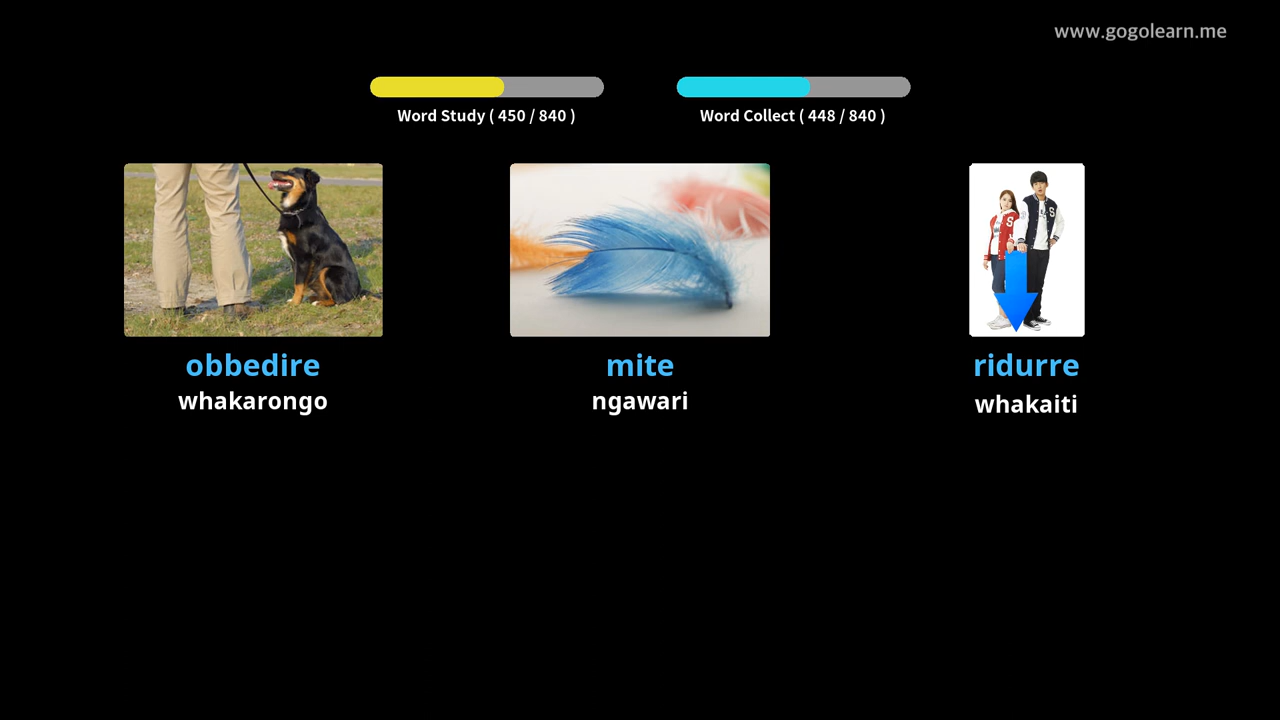 www.gogolearn.me
Word Study ( 450 / 840 )
Word Collect ( 448 / 840 )
obbedire
whakarongo
mite
ngawari
ridurre
whakaiti